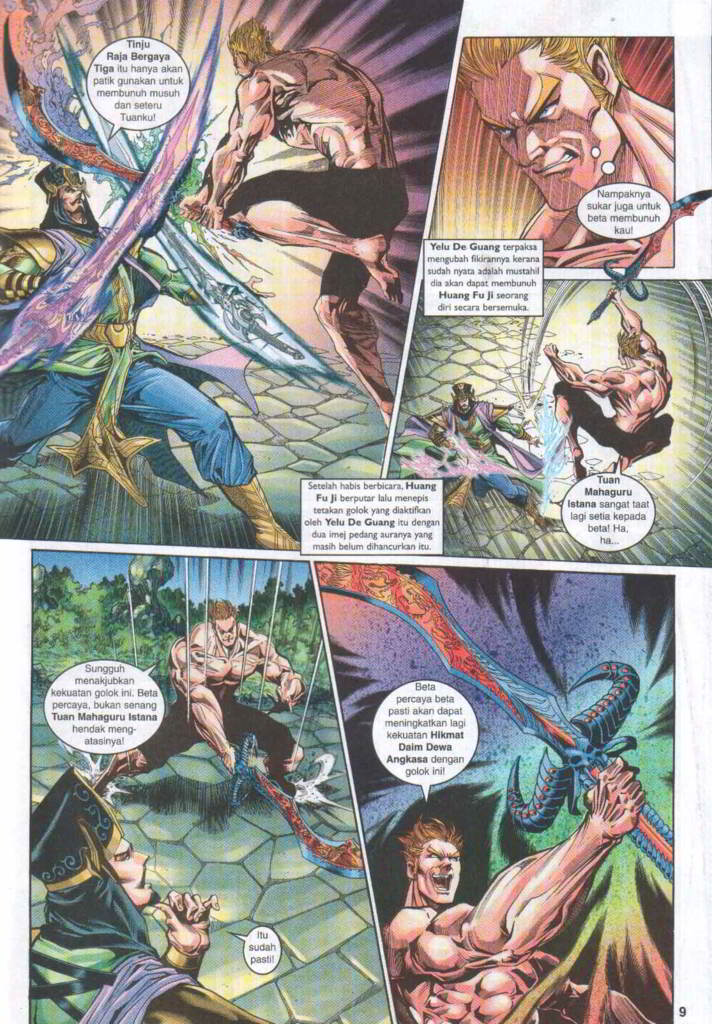 Tinju
Raja Bergaya
Tiga itu hanya akan
patik gunakan untuk
membunuh musuh
dan seteru
Tuanku!
Nampaknya
sukar juga untuk
beta membunuh
kau!
Yelu De Guang terpaksa
mengubah fikirannya kerana
sudah nyata adalah mustahil
dia akan dapat membunuh
Huang Fu Ji seorang
diri secara bersemuka.
Setelah habis berbicara, Huang
Fu Ji berputar lalu menepis
tetakan golok yang diaktifkan
oleh Yelu De Guang itu dengan
dua imej pedang auranya yang
masih belum dihancurkan itu.
Tuan
Mahaguru
Istana sangat taat
lagi setia kepada
beta! Ha,
ha...
Sungguh
menakjubkan
kekuatan golok ini. Beta
percaya, bukan senang
Tuan Mahaguru Istana
hendak meng-
atasinya!
Itu
sudah
pasti!
Beta
percaya beta
pasti akan dapat
meningkatkan lagi
kekuatan Hikmat
Daim Dewa
Angkasa dengan
golok ini!
9